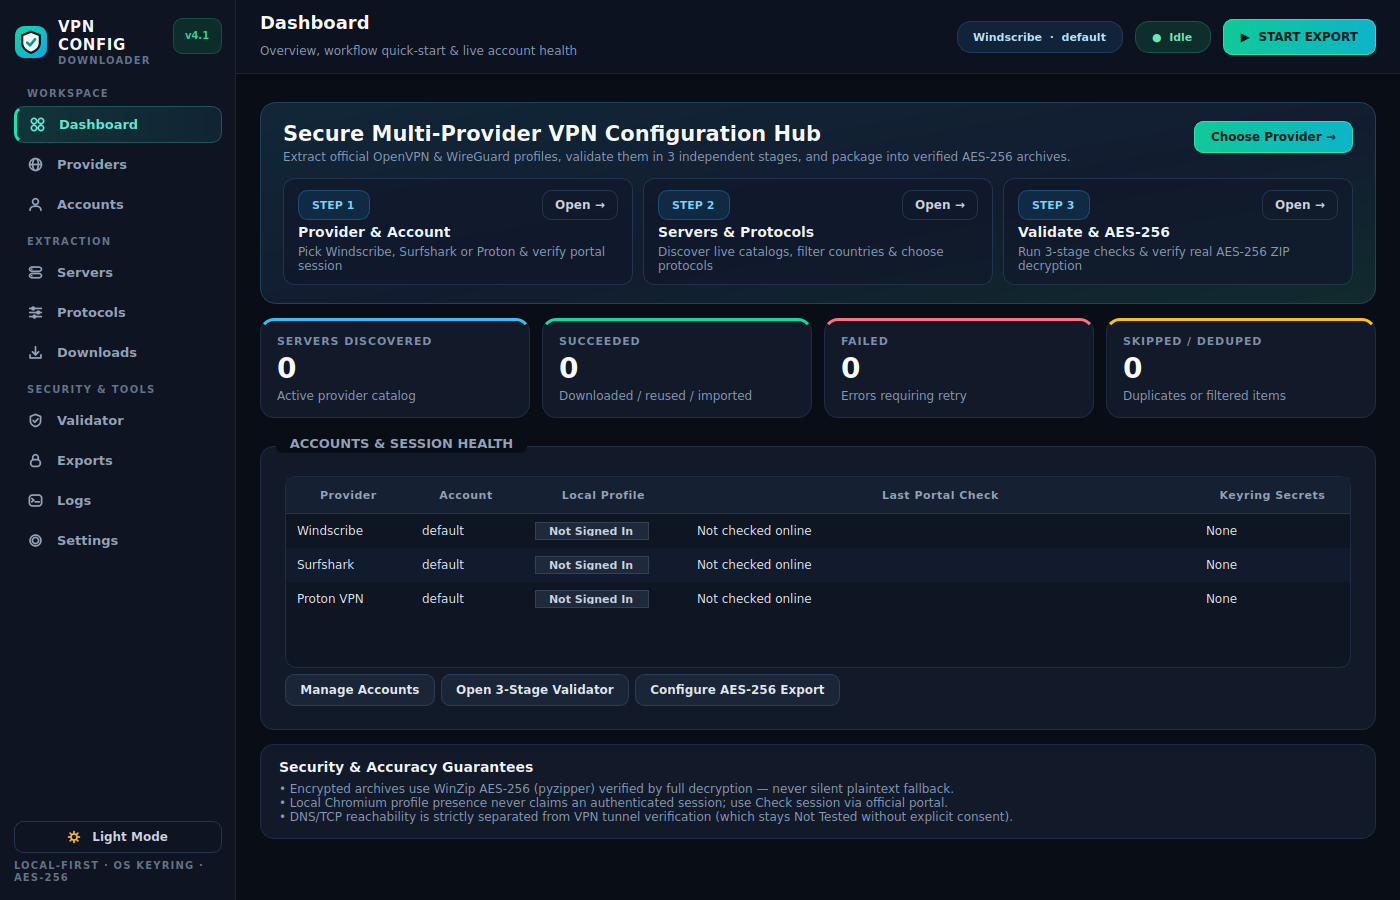 VPN
CONFIG
DOWNLOADER
v4.1
WORKSPACE
Dashboard
Providers
Accounts
EXTRACTION
Servers
Protocols
Downloads
SECURITY & TOOLS
Validator
Exports
Logs
Settings
Light Mode
LOCAL-FIRST · OS KEYRING ·
AES-256
Dashboard
Overview, workflow quick-start & live account health
Windscribe · default
● Idle
▶ START EXPORT
Secure Multi-Provider VPN Configuration Hub
Extract official OpenVPN & WireGuard profiles, validate them in 3 independent stages, and package into verified AES-256 archives.
Choose Provider →
STEP 1
Open →
Provider & Account
Pick Windscribe, Surfshark or Proton & verify portal
session
STEP 2
Open →
Servers & Protocols
Discover live catalogs, filter countries & choose
protocols
STEP 3
Open →
Validate & AES-256
Run 3-stage checks & verify real AES-256 ZIP
decryption
SERVERS DISCOVERED
0
Active provider catalog
SUCCEEDED
0
Downloaded / reused / imported
FAILED
0
Errors requiring retry
SKIPPED / DEDUPED
0
Duplicates or filtered items
ACCOUNTS & SESSION HEALTH
Provider Account Local Profile Last Portal Check Keyring Secrets
Windscribe default Not Signed In Not checked online None
Surfshark default Not Signed In Not checked online None
Proton VPN default Not Signed In Not checked online None
Manage Accounts
Open 3-Stage Validator
Configure AES-256 Export
Security & Accuracy Guarantees
• Encrypted archives use WinZip AES-256 (pyzipper) verified by full decryption — never silent plaintext fallback.
• Local Chromium profile presence never claims an authenticated session; use Check session via official portal.
• DNS/TCP reachability is strictly separated from VPN tunnel verification (which stays Not Tested without explicit consent).